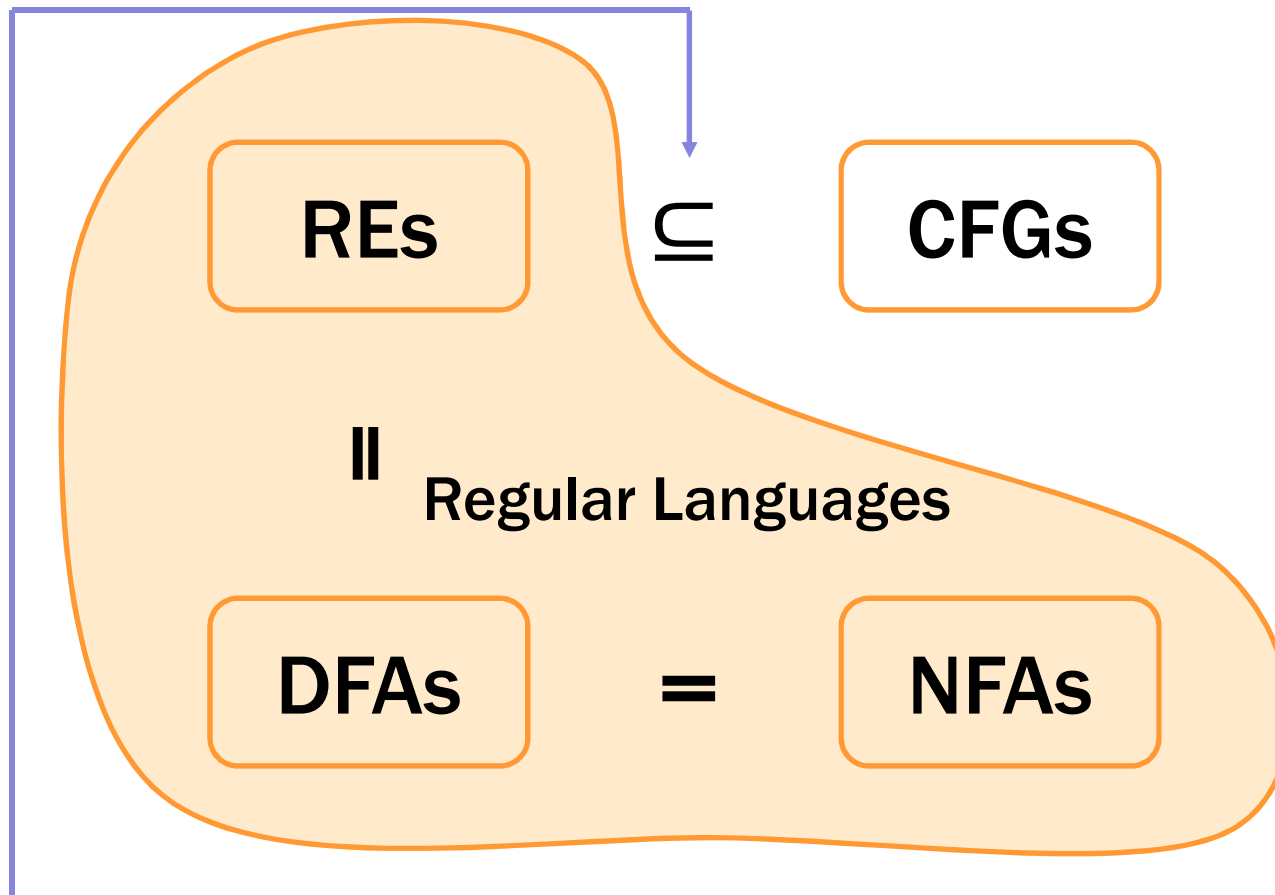 REs ⊆ CFGs
=
Regular Languages
DFAs = NFAs